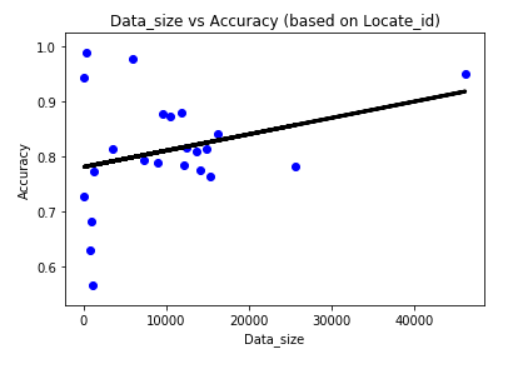 Data_size vs Accuracy (based on Locate_id)
1.0
0.9
0.8
0.7
0.6
Accuracy
0 10000 20000 30000 40000
Data_size